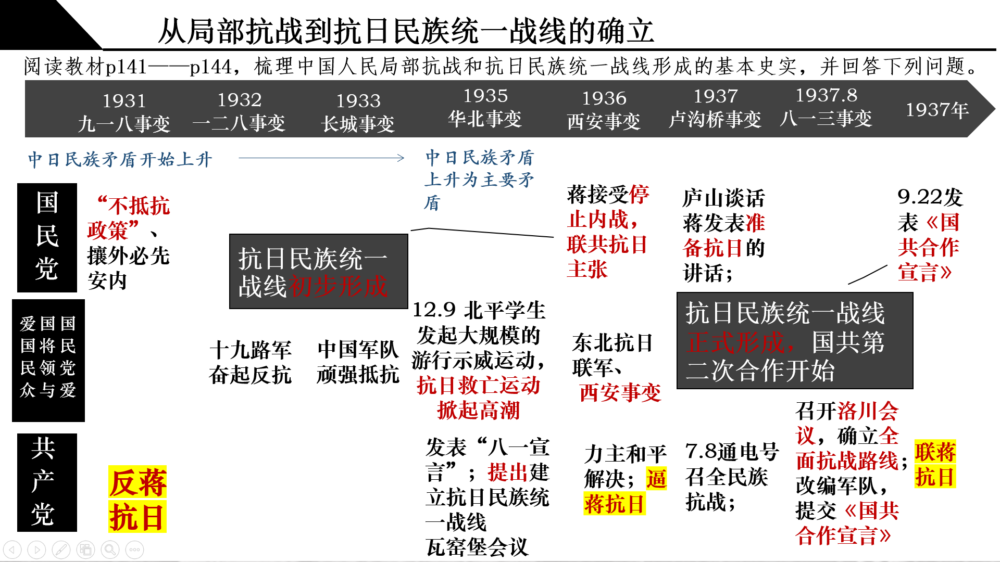 从局部抗战到抗日民族统一战线的确立
阅读教材p141——p144，梳理中国人民局部抗战和抗日民族统一战线形成的基本史实，并回答下列问题。
1931
九一八事变
1932
一二八事变
1933
长城事变
1935
华北事变
1936
西安事变
1937
卢沟桥事变
1937.8
八一三事变
1937年
中日民族矛盾开始上升
中日民族矛盾
上升为主要矛
盾
国
民
党
“不抵抗
政策”、
攘外必先
安内
抗日民族统一
战线初步形成
蒋接受停
止内战，
联共抗日
主张
庐山谈话
蒋发表准
备抗日的
讲话；
9.22发
表《国
共合作
宣言》
爱国国
国将民
民领党
众与爱
十九路军
奋起反抗
中国军队
顽强抵抗
12.9 北平学生
发起大规模的
游行示威运动，
抗日救亡运动
掀起高潮
东北抗日
联军、
西安事变
抗日民族统一战线
正式形成，国共第
二次合作开始
共
产
党
反蒋
抗日
发表“八一宣
言”；提出建
立抗日民族统
一战线
瓦窑堡会议
力主和平
解决；逼
蒋抗日
7.8通电号
召全民族
抗战；
召开洛川会
议，确立全
面抗战路线；
改编军队，
提交《国共
合作宣言》
联蒋
抗日